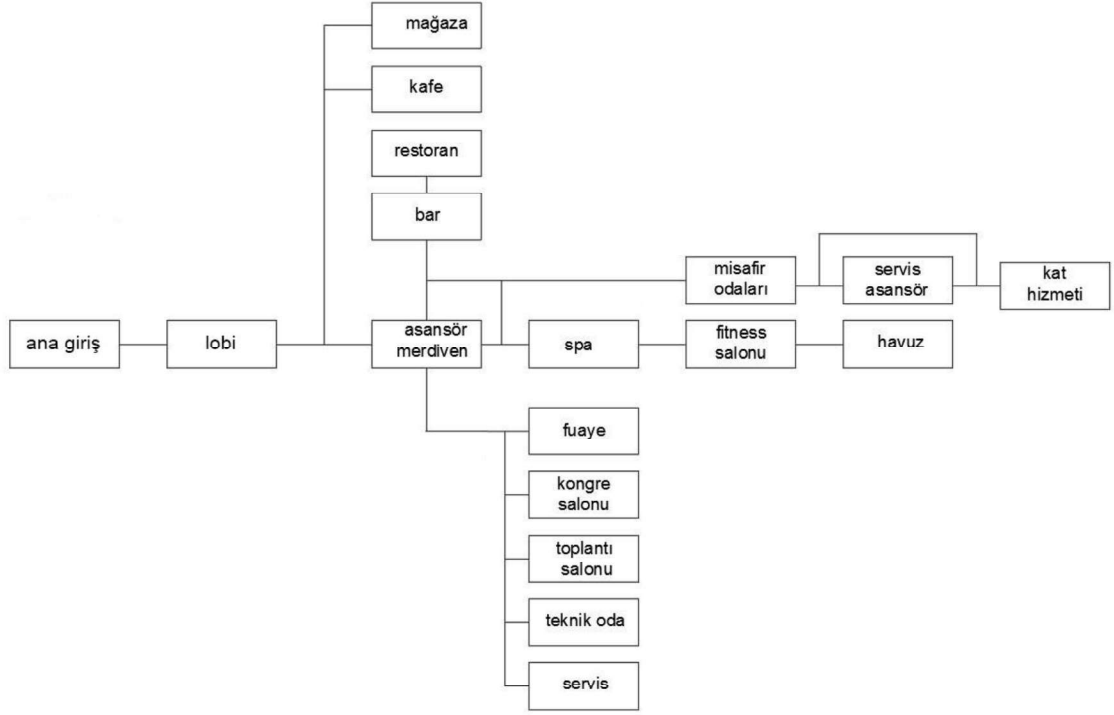 mağaza
kafe
restoran
bar
misafir
odaları
servis
asansör
kat
hizmeti
ana giriş
lobi
asansör
merdiven
spa
fitness
salonu
havuz
fuaye
kongre
salonu
toplantı
salonu
teknik oda
servis